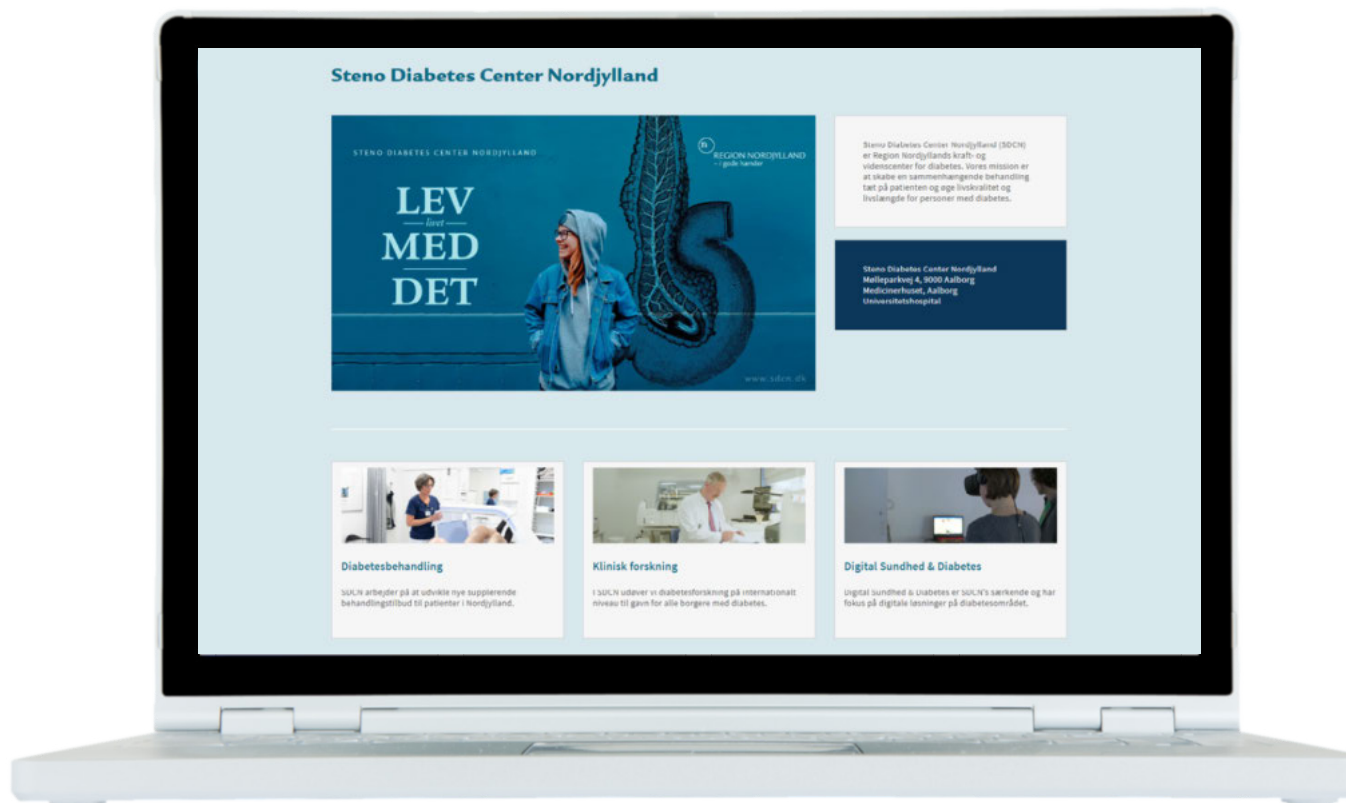 Steno Diabetes Center Nordjylland
STENO DIABETES CENTER NORDJYLLAND
REGION NORDJYLLAND
– i gode hænder
LEV
livet
MED
DET
www.sdcn.dk
Steno Diabetes Center Nordjylland (SDCN)
er Region Nordjyllands kraft- og
videnscenter for diabetes. Vores mission er
at skabe en sammenhængende behandling
tæt på patienten og øge livskvalitet og
livslængde for personer med diabetes.
Steno Diabetes Center Nordjylland
Mølleparkvej 4, 9000 Aalborg
Medicinerhuset, Aalborg
Universitetshospital
Diabetesbehandling
SDCN arbejder på at udvikle nye supplerende
behandlingstilbud til patienter i Nordjylland.
Klinisk forskning
I SDCN udøver vi diabetesforskning på internationalt
niveau til gavn for alle borgere med diabetes.
Digital Sundhed & Diabetes
Digital Sundhed & Diabetes er SDCN's særkende og har
fokus på digitale løsninger på diabetesområdet.